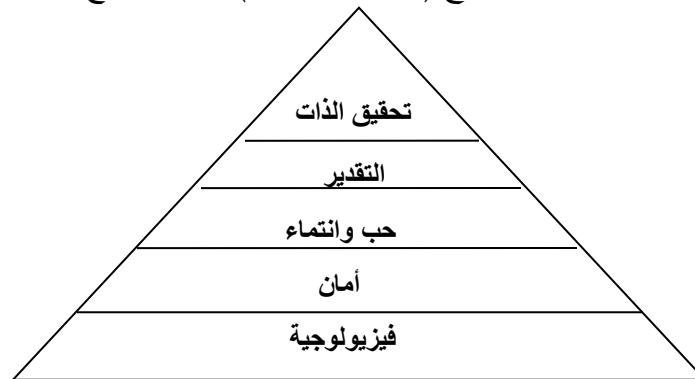 تحقيق الذات
التقدير
حب وانتماء
أمان
فيزيولوجية